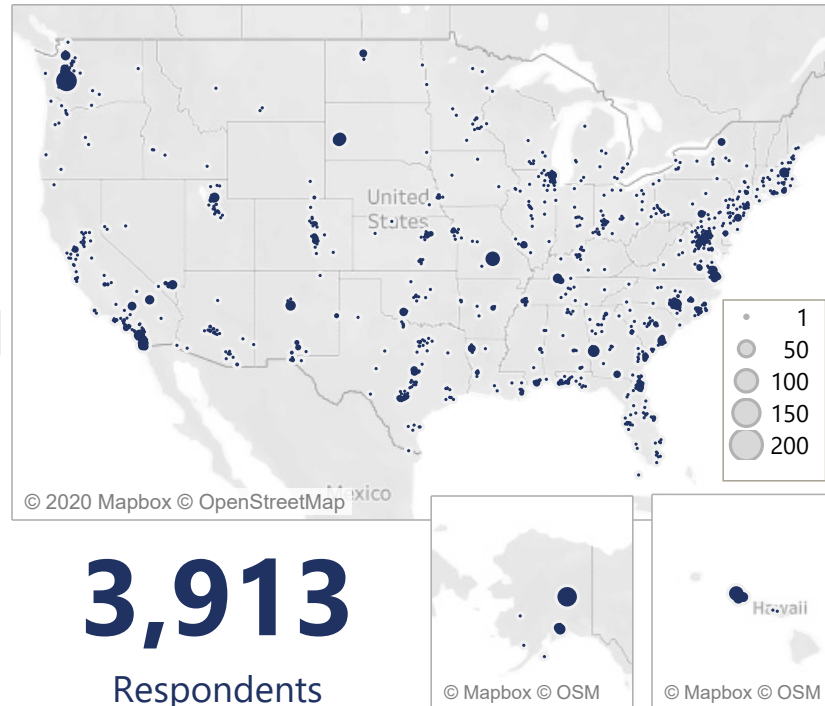 United
States
1
50
100
150
200
Mexico
© 2020 Mapbox © OpenStreetMap
3,913
Respondents
Hawaii
© Mapbox © OSM
© Mapbox © OSM